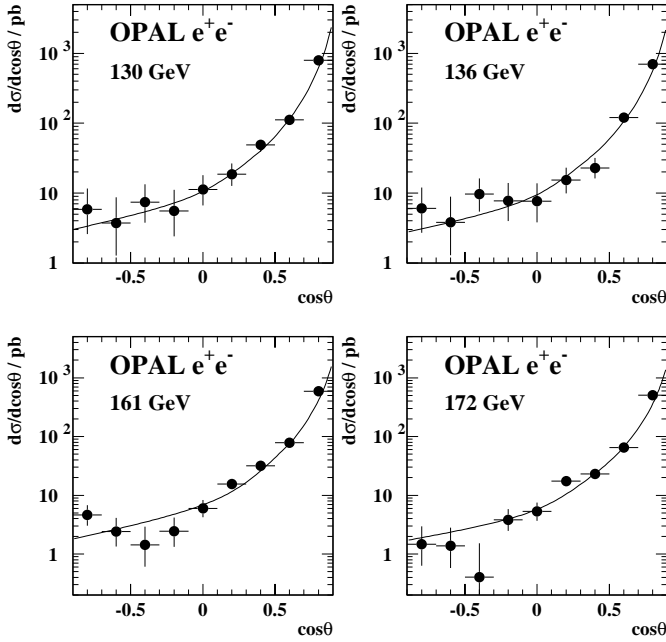 OPAL e⁺e⁻
130 GeV
dσ/dcosθ / pb
10³
10²
10
1
-0.5 0 0.5
cosθ
OPAL e⁺e⁻
136 GeV
dσ/dcosθ / pb
10³
10²
10
1
-0.5 0 0.5
cosθ
OPAL e⁺e⁻
161 GeV
dσ/dcosθ / pb
10³
10²
10
1
-0.5 0 0.5
cosθ
OPAL e⁺e⁻
172 GeV
dσ/dcosθ / pb
10³
10²
10
1
-0.5 0 0.5
cosθ